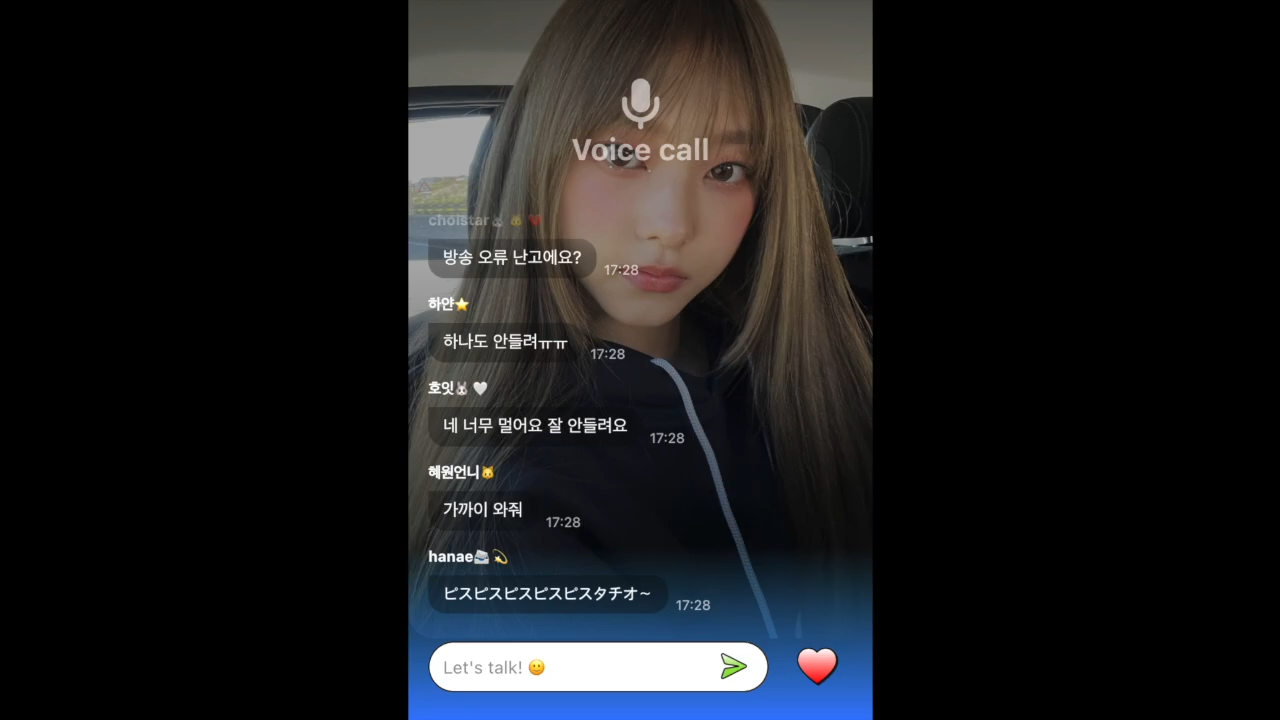 Voice call
choistar
방송 오류 난고에요?
17:28
하얀⭐
하나도 안들려ㅠㅠ
17:28
호잇🐰🤍
네 너무 멀어요 잘 안들려요
17:28
혜원언니🐱
가까이 와줘
17:28
hanae📨💫
ピスピスピスピスピスタチオ~
17:28
Let's talk! 🙂